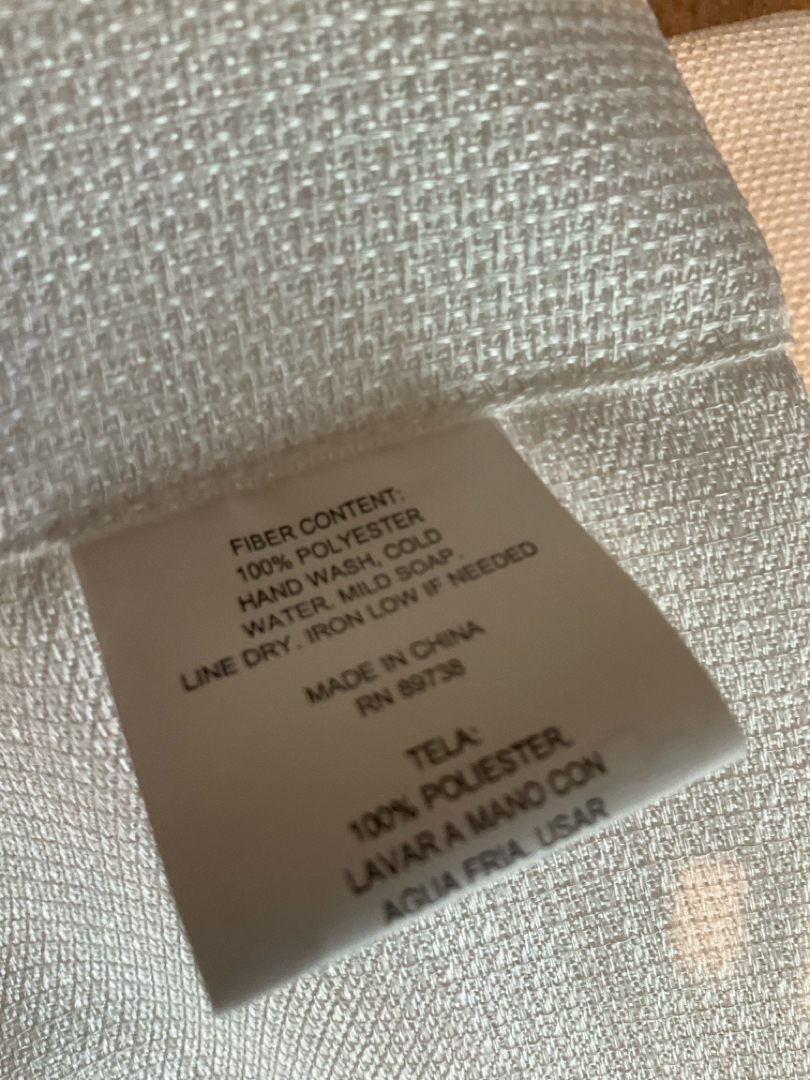 FIBER CONTENT:
100% POLYESTER
HAND WASH, COLD
WATER, MILD SOAP.
LINE DRY. IRON LOW IF NEEDED
MADE IN CHINA
RN 89738
TELA:
100% POLIESTER.
LAVAR A MANO CON
AGUA FRIA. USAR